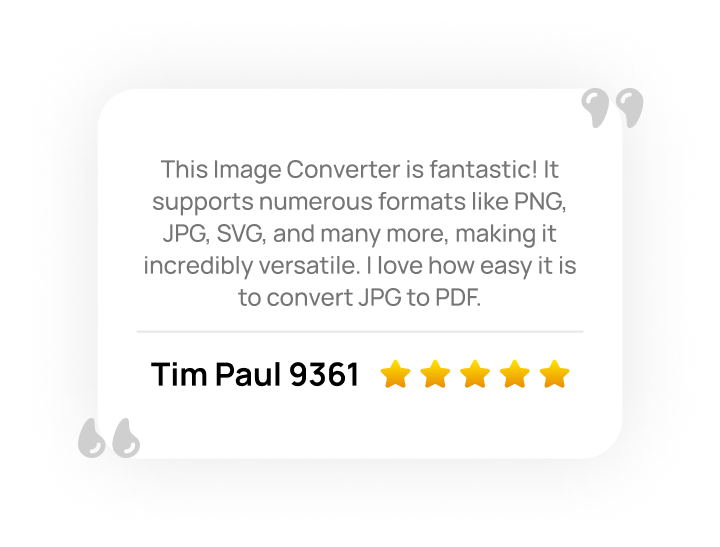 This Image Converter is fantastic! It
supports numerous formats like PNG,
JPG, SVG, and many more, making it
incredibly versatile. I love how easy it is
to convert JPG to PDF.
Tim Paul 9361